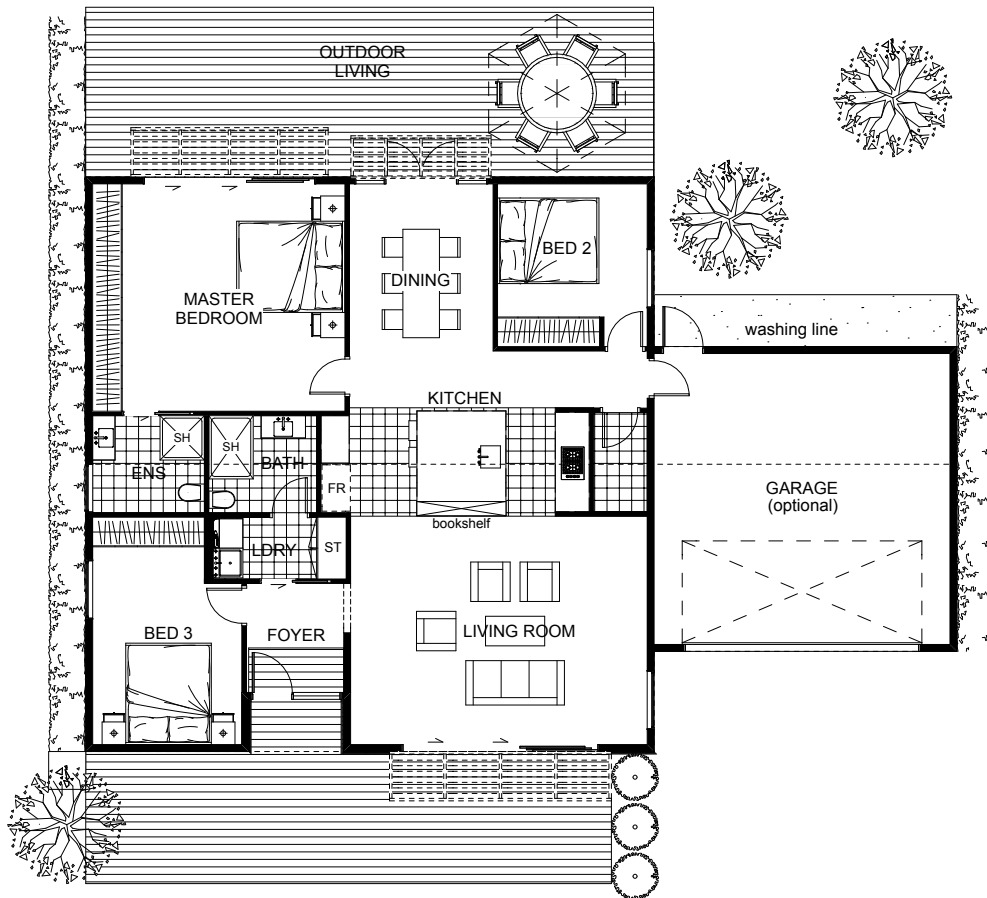 OUTDOOR
LIVING
BED 2
DINING
MASTER
BEDROOM
washing line
KITCHEN
SH
SH
BATH
ENS
FR
GARAGE
(optional)
bookshelf
LDRY
ST
BED 3
FOYER
LIVING ROOM